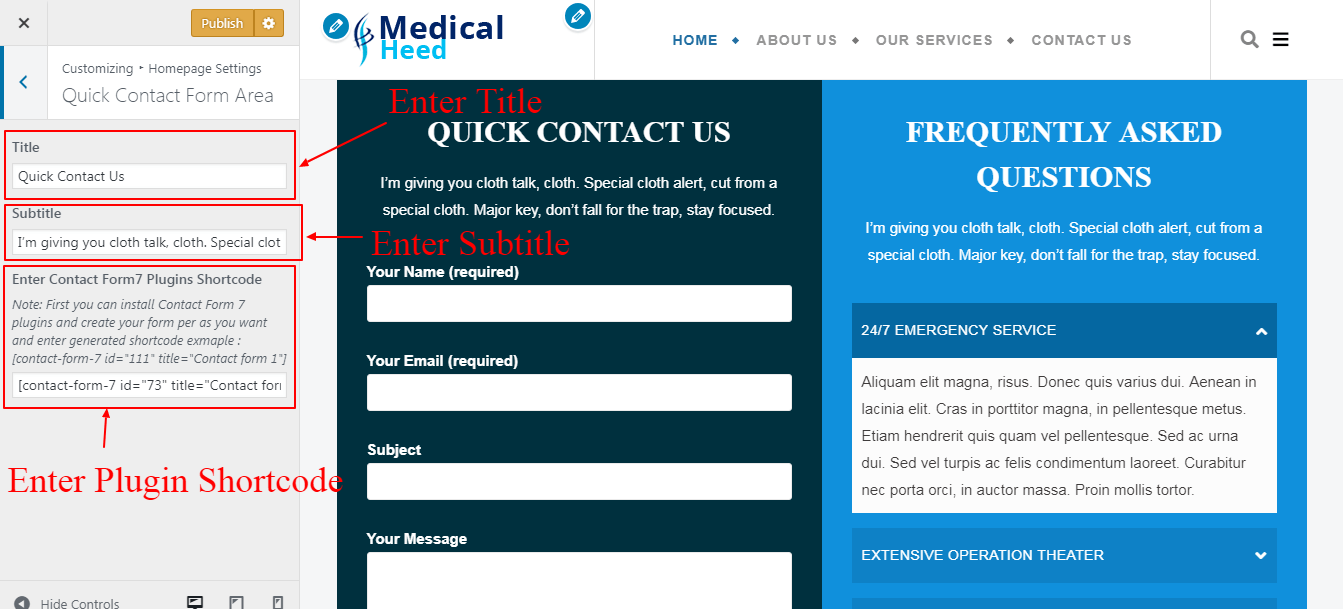 Publish
Customizing ‣ Homepage Settings
Quick Contact Form Area
Title
Quick Contact Us
Subtitle
I'm giving you cloth talk, cloth. Special clot
Enter Contact Form7 Plugins Shortcode
Note: First you can install Contact Form 7
plugins and create your form per as you want
and enter generated shortcode exmaple :
[contact-form-7 id="111" title="Contact form 1"]
[contact-form-7 id="73" title="Contact forn
Enter Plugin Shortcode
Hide Controls
Medical
Heed
HOME
ABOUT US
OUR SERVICES
CONTACT US
Enter Title
QUICK CONTACT US
I'm giving you cloth talk, cloth. Special cloth alert, cut from a
special cloth. Major key, don't fall for the trap, stay focused.
Enter Subtitle
Your Name (required)
Your Email (required)
Subject
Your Message
FREQUENTLY ASKED
QUESTIONS
I'm giving you cloth talk, cloth. Special cloth alert, cut from a
special cloth. Major key, don't fall for the trap, stay focused.
24/7 EMERGENCY SERVICE
Aliquam elit magna, risus. Donec quis varius dui. Aenean in
lacinia elit. Cras in porttitor magna, in pellentesque metus.
Etiam hendrerit quis quam vel pellentesque. Sed ac urna
dui. Sed vel turpis ac felis condimentum laoreet. Curabitur
nec porta orci, in auctor massa. Proin mollis tortor.
EXTENSIVE OPERATION THEATER